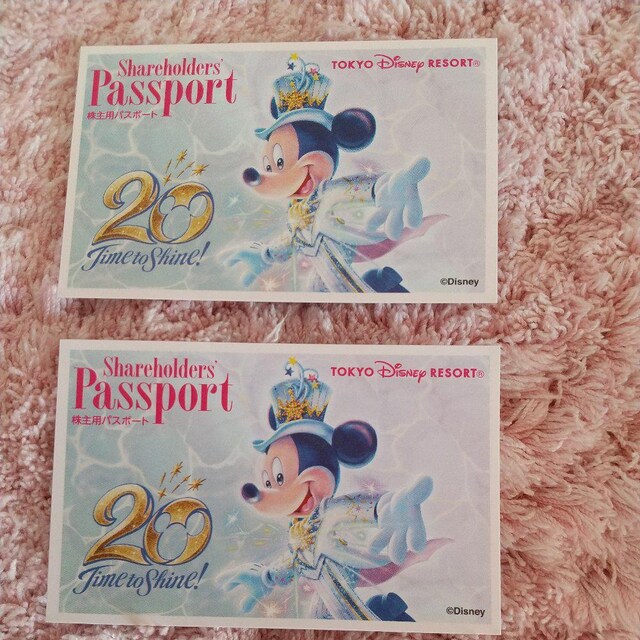 Shareholders'
Passport
株主用パスポート
TOKYO Disney RESORT®
20
Time to Shine!
©Disney
Shareholders'
Passport
株主用パスポート
TOKYO Disney RESORT®
20
Time to Shine!
©Disney